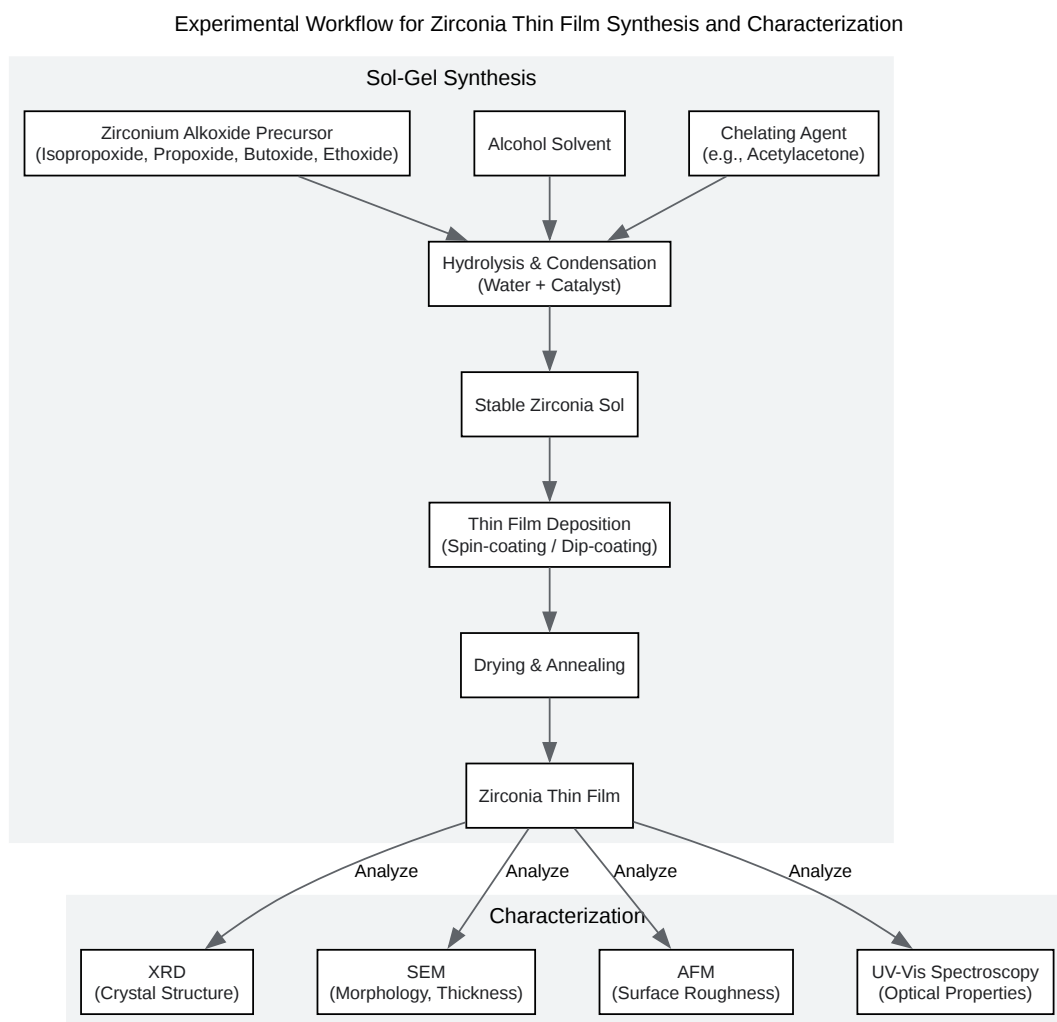 Experimental Workflow for Zirconia Thin Film Synthesis and Characterization
Sol-Gel Synthesis
Zirconium Alkoxide Precursor
(Isopropoxide, Propoxide, Butoxide, Ethoxide)
Alcohol Solvent
Chelating Agent
(e.g., Acetylacetone)
Hydrolysis & Condensation
(Water + Catalyst)
Stable Zirconia Sol
Thin Film Deposition
(Spin-coating / Dip-coating)
Drying & Annealing
Zirconia Thin Film
Analyze
Analyze
Analyze
Analyze
Characterization
XRD
(Crystal Structure)
SEM
(Morphology, Thickness)
AFM
(Surface Roughness)
UV-Vis Spectroscopy
(Optical Properties)